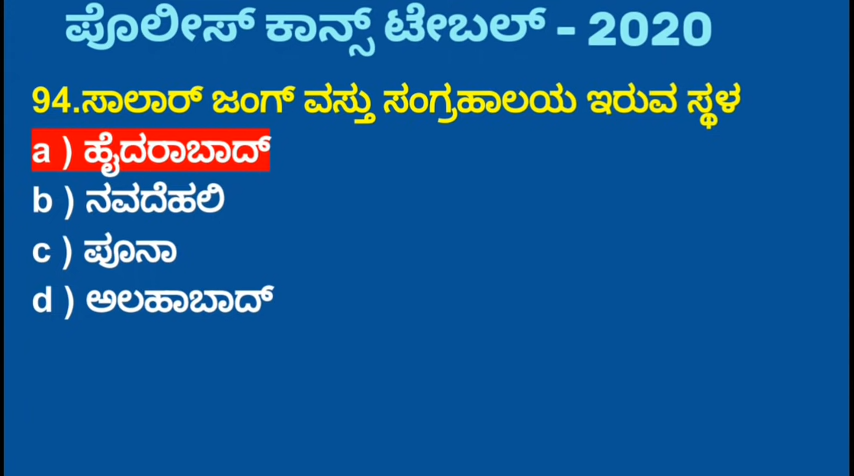 ಪೊಲೀಸ್ ಕಾನ್ಸ್ ಟೇಬಲ್ - 2020
94.ಸಾಲಾರ್ ಜಂಗ್ ವಸ್ತು ಸಂಗ್ರಹಾಲಯ ಇರುವ ಸ್ಥಳ
a ) ಹೈದರಾಬಾದ್
b ) ನವದೆಹಲಿ
c ) ಪೂನಾ
d ) ಅಲಹಾಬಾದ್